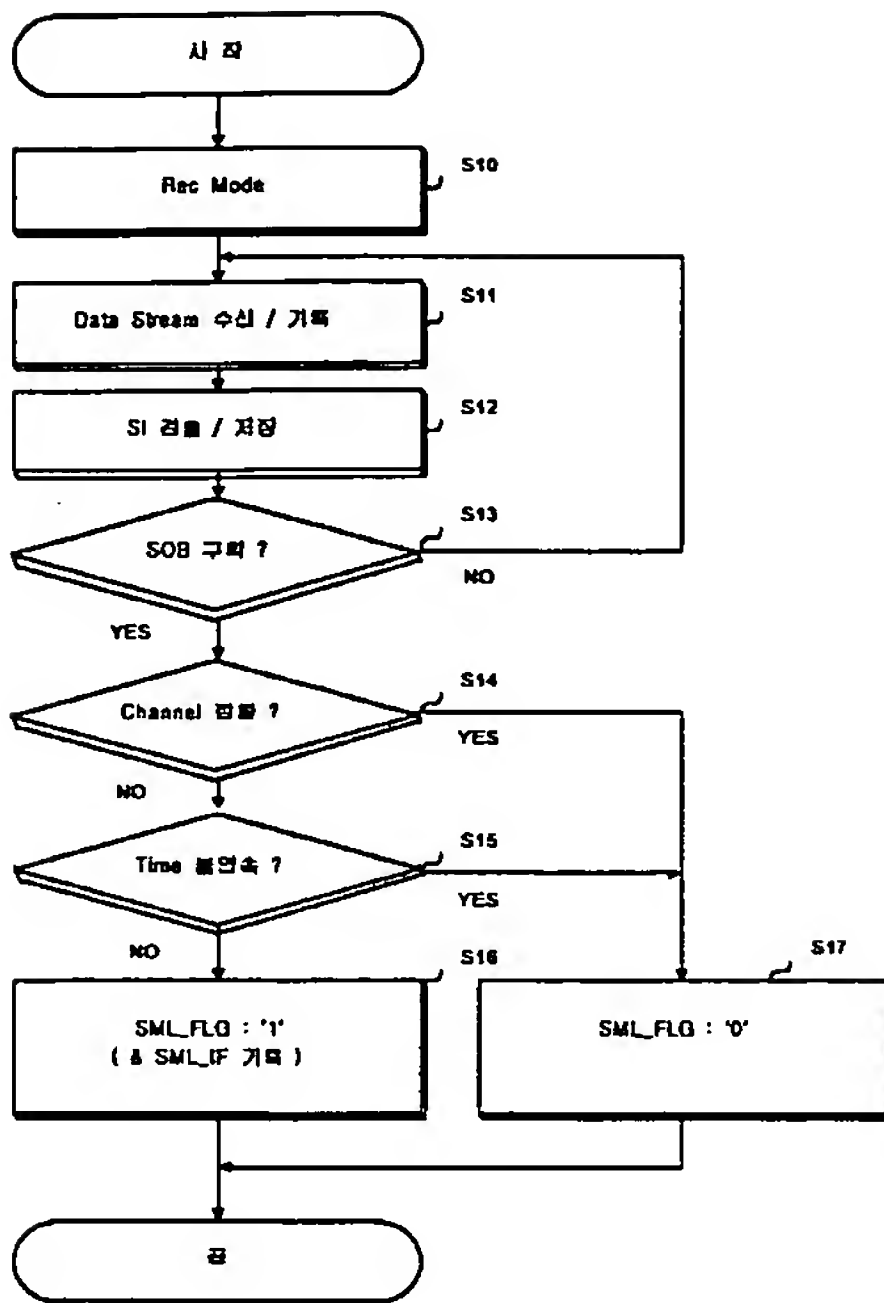 시 작
S10
Rec Mode
S11
Data Stream 수신 / 기록
S12
SI 검출 / 저장
S13
SOB 구획 ?
NO
YES
S14
Channel 전환 ?
YES
NO
S15
Time 불연속 ?
YES
NO
S16
S17
SML_FLG : '1'
( & SML_IF 기록 )
SML_FLG : '0'
끝